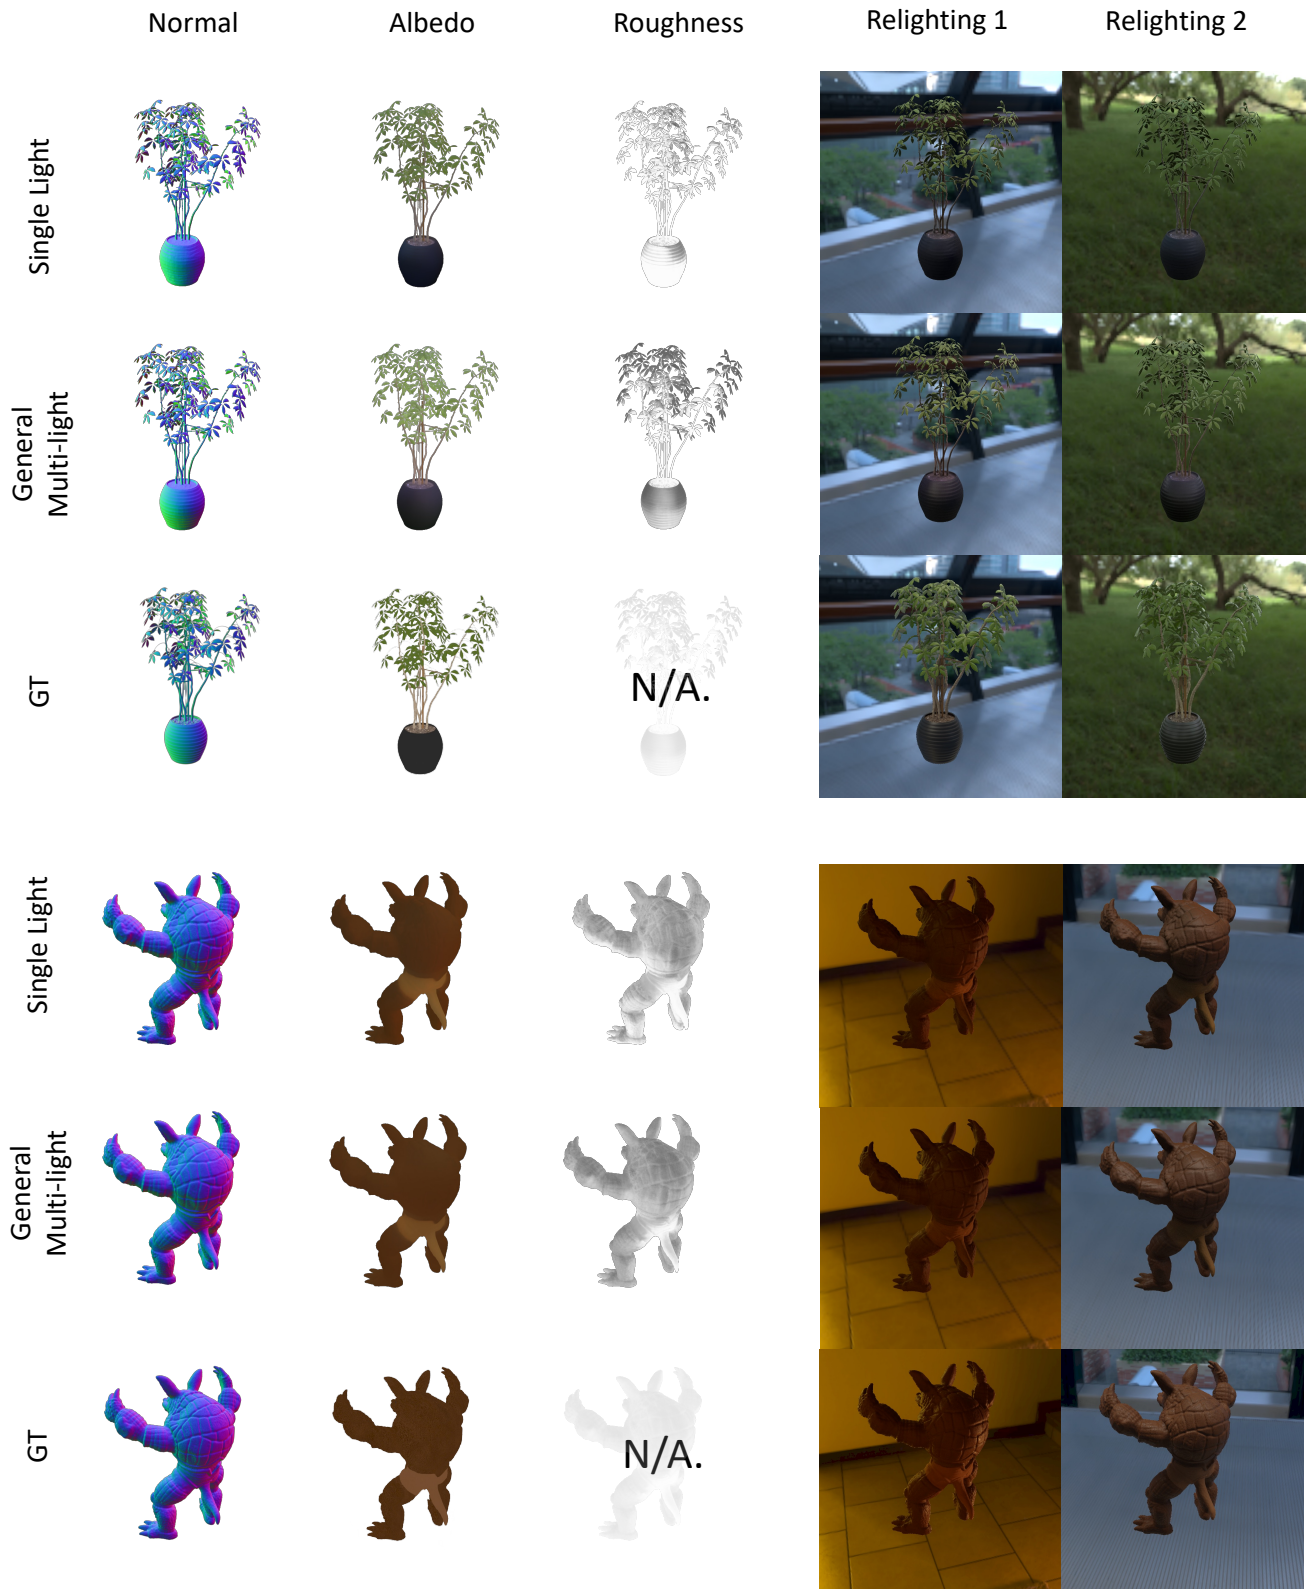 Normal
Albedo
Roughness
Relighting 1
Relighting 2
Single Light
General
Multi-light
GT
N/A.
Single Light
General
Multi-light
GT
N/A.